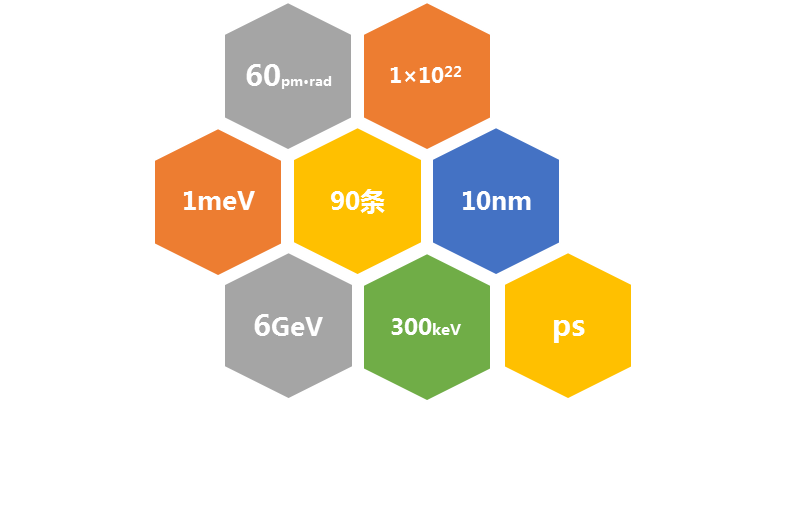 60pm•rad
1×10²²
1meV
90条
10nm
6GeV
300keV
ps